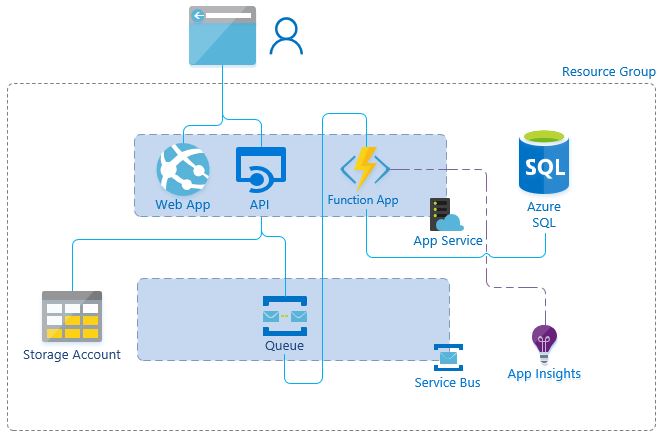 Resource Group
Web App
API
Function App
SQL
Azure
SQL
App Service
Storage Account
Queue
Service Bus
App Insights